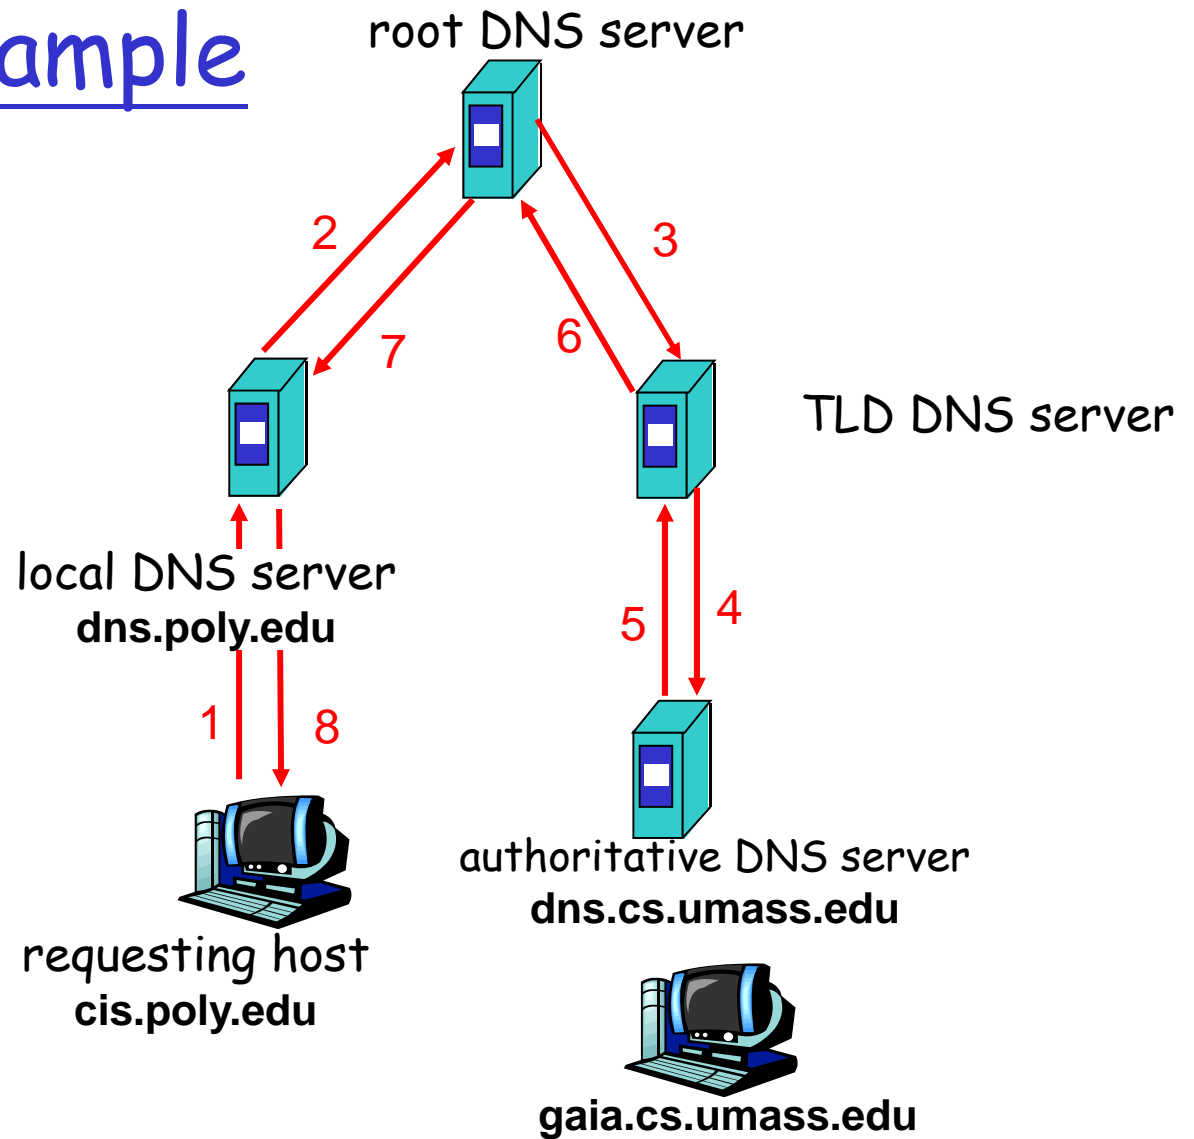 ample
root DNS server
2
3
7
6
TLD DNS server
local DNS server
dns.poly.edu
5
4
1
8
authoritative DNS server
dns.cs.umass.edu
requesting host
cis.poly.edu
gaia.cs.umass.edu